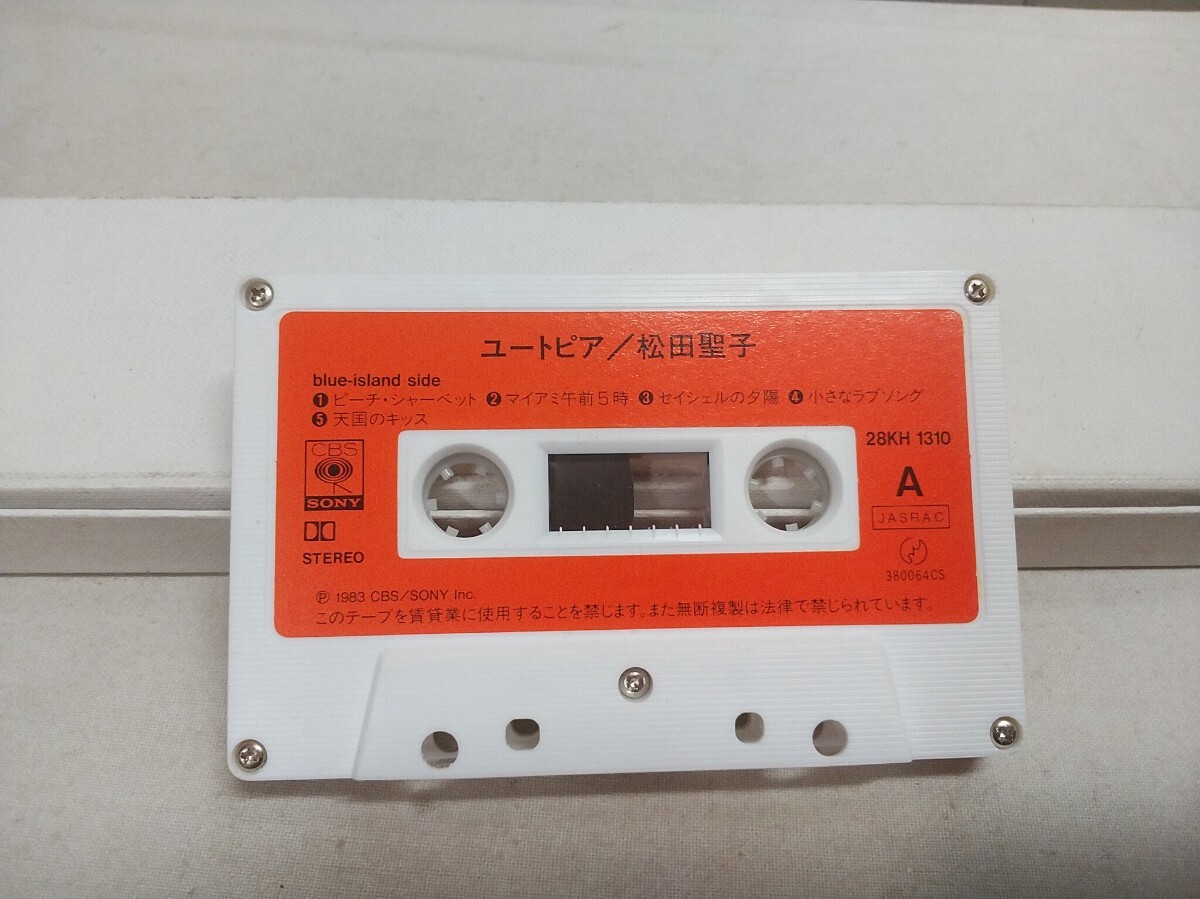 ユートピア／松田聖子
blue-island side
❶ピーチ・シャーベット ❷マイアミ午前5時 ❸セイシェルの夕陽 ❹小さなラブソング
❺天国のキッス
28KH 1310
CBS
SONY
A
JASRAC
STEREO
380064CS
Ⓟ 1983 CBS/SONY Inc.
このテープを賃貸業に使用することを禁じます。また無断複製は法律で禁じられています。